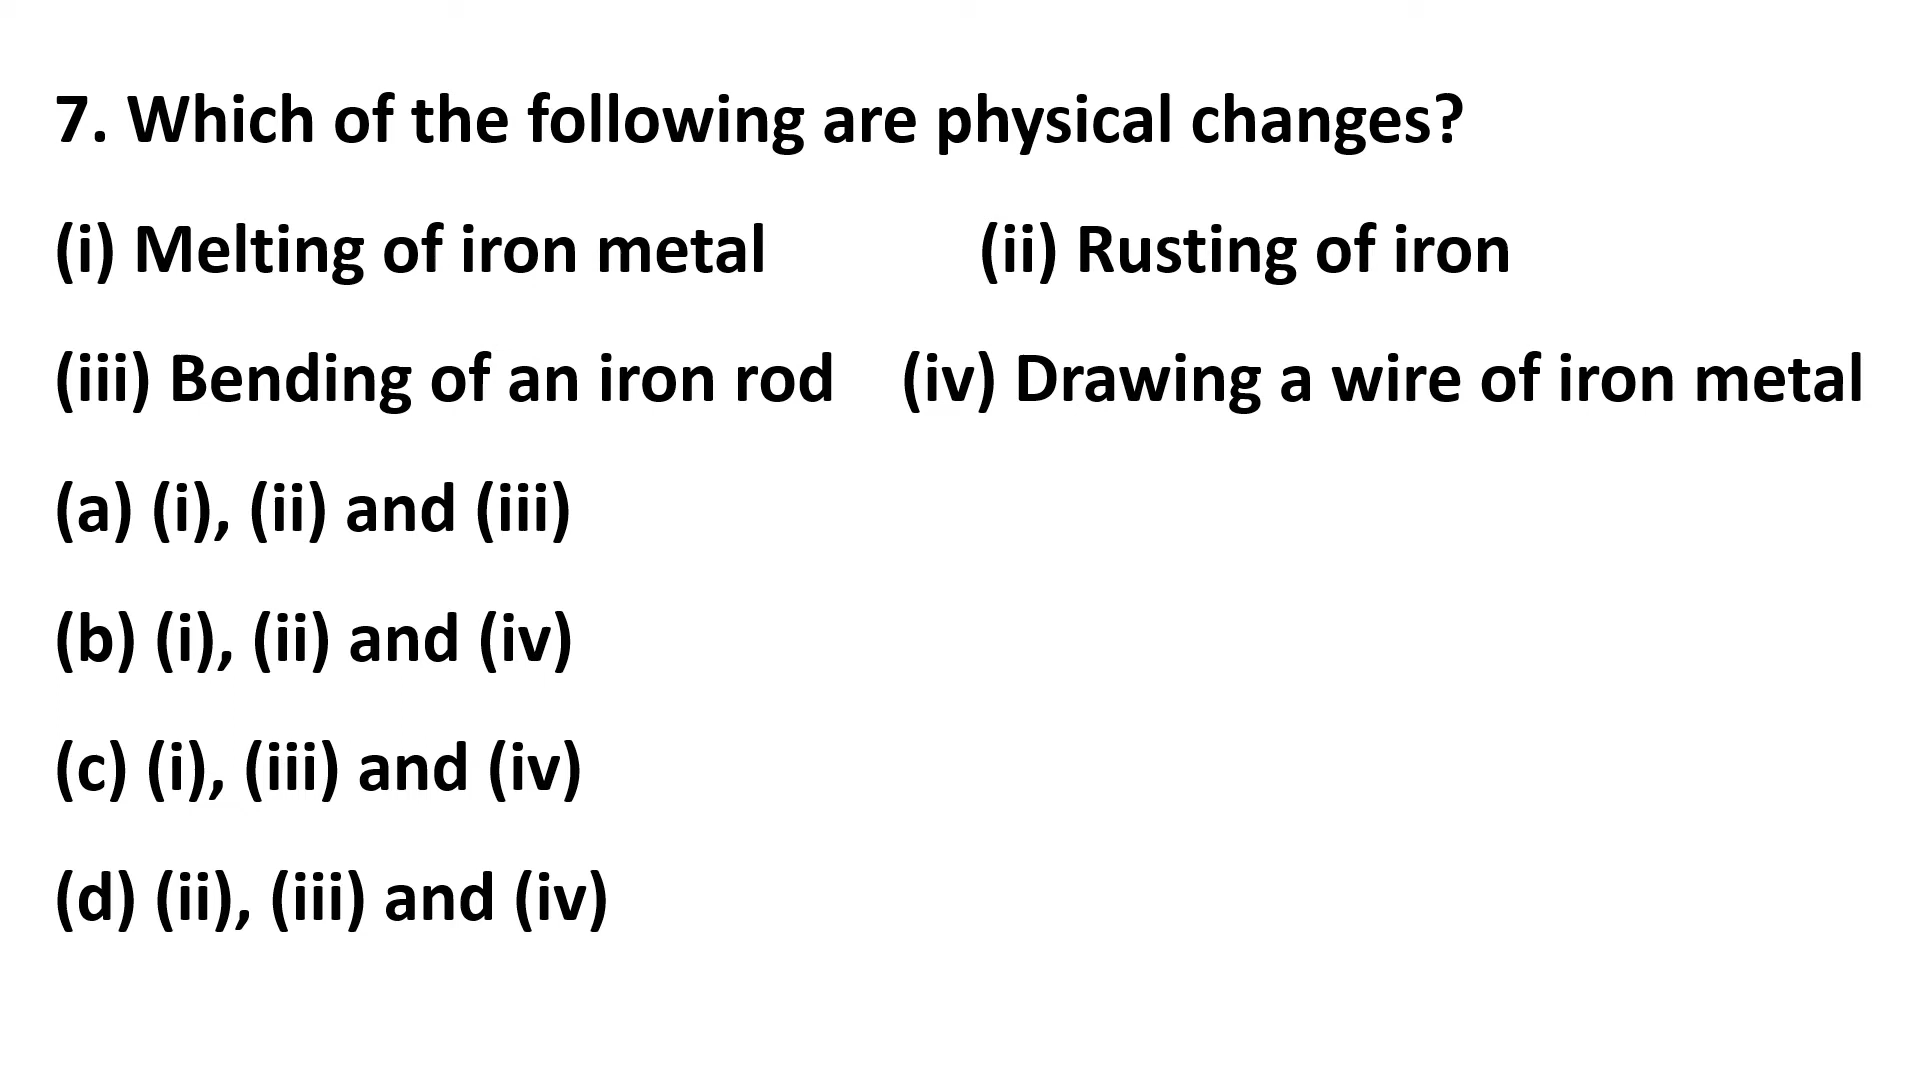 7. Which of the following are physical changes?
(i) Melting of iron metal (ii) Rusting of iron
(iii) Bending of an iron rod (iv) Drawing a wire of iron metal
(a) (i), (ii) and (iii)
(b) (i), (ii) and (iv)
(c) (i), (iii) and (iv)
(d) (ii), (iii) and (iv)